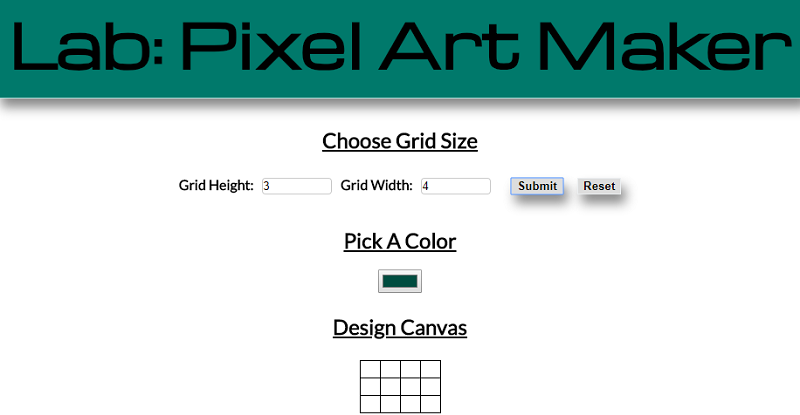 Lab: Pixel Art Maker
Choose Grid Size
Grid Height: 3 Grid Width: 4 Submit Reset
Pick A Color
Design Canvas